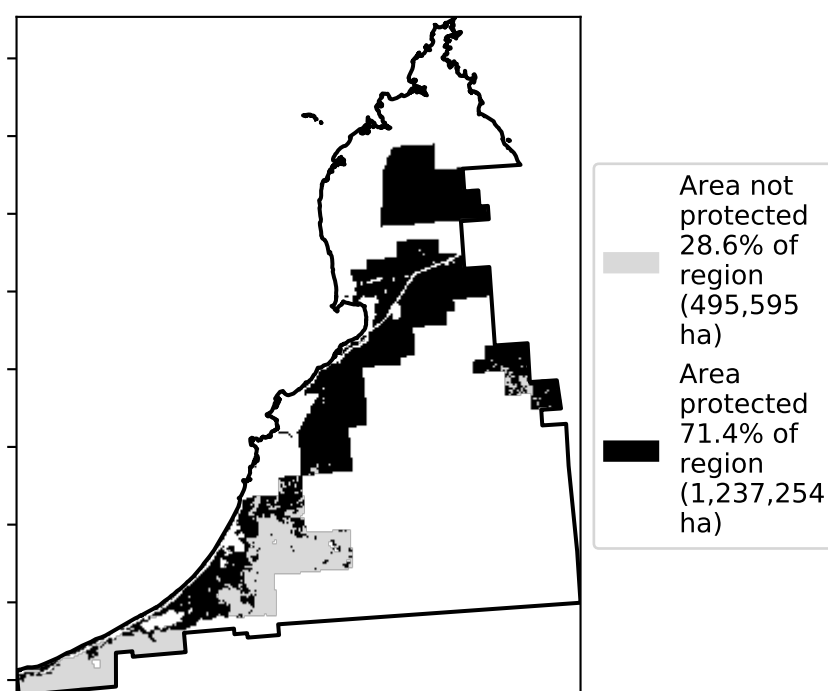 Area not
protected
28.6% of
region
(495,595
ha)
Area
protected
71.4% of
region
(1,237,254
ha)